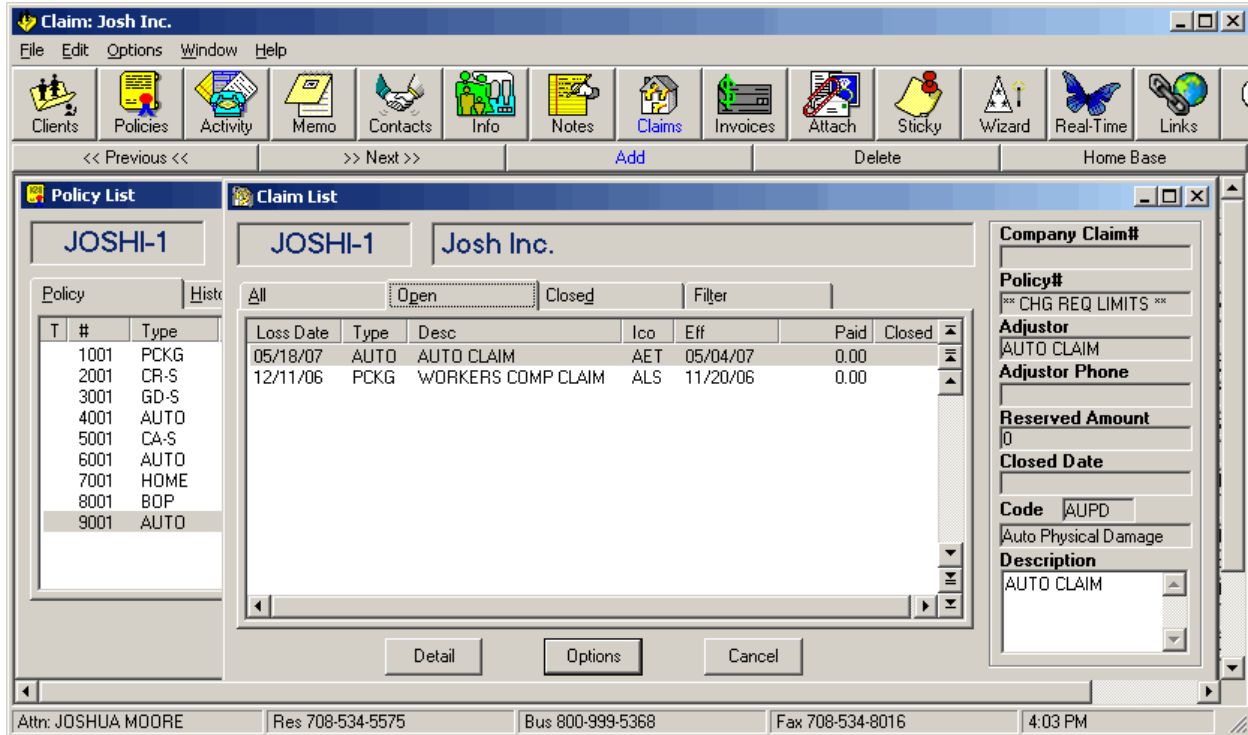 Claim: Josh Inc.
File Edit Options Window Help
Clients Policies Activity Memo Contacts Info Notes Claims Invoices Attach Sticky Wizard Real-Time Links
<< Previous << >> Next >> Add Delete Home Base
Policy List
JOSHI-1
Policy Histo
T # Type
1001 PCKG
2001 CR-S
3001 GD-S
4001 AUTO
5001 CA-S
6001 AUTO
7001 HOME
8001 BOP
9001 AUTO
Claim List
JOSHI-1 Josh Inc.
All Open Closed Filter
Loss Date Type Desc Ico Eff Paid Closed
05/18/07 AUTO AUTO CLAIM AET 05/04/07 0.00
12/11/06 PCKG WORKERS COMP CLAIM ALS 11/20/06 0.00
Detail Options Cancel
Company Claim#
Policy#
** CHG REQ LIMITS **
Adjustor
AUTO CLAIM
Adjustor Phone
Reserved Amount
0
Closed Date
Code AUPD
Auto Physical Damage
Description
AUTO CLAIM
Attn: JOSHUA MOORE Res 708-534-5575 Bus 800-999-5368 Fax 708-534-8016 4:03 PM